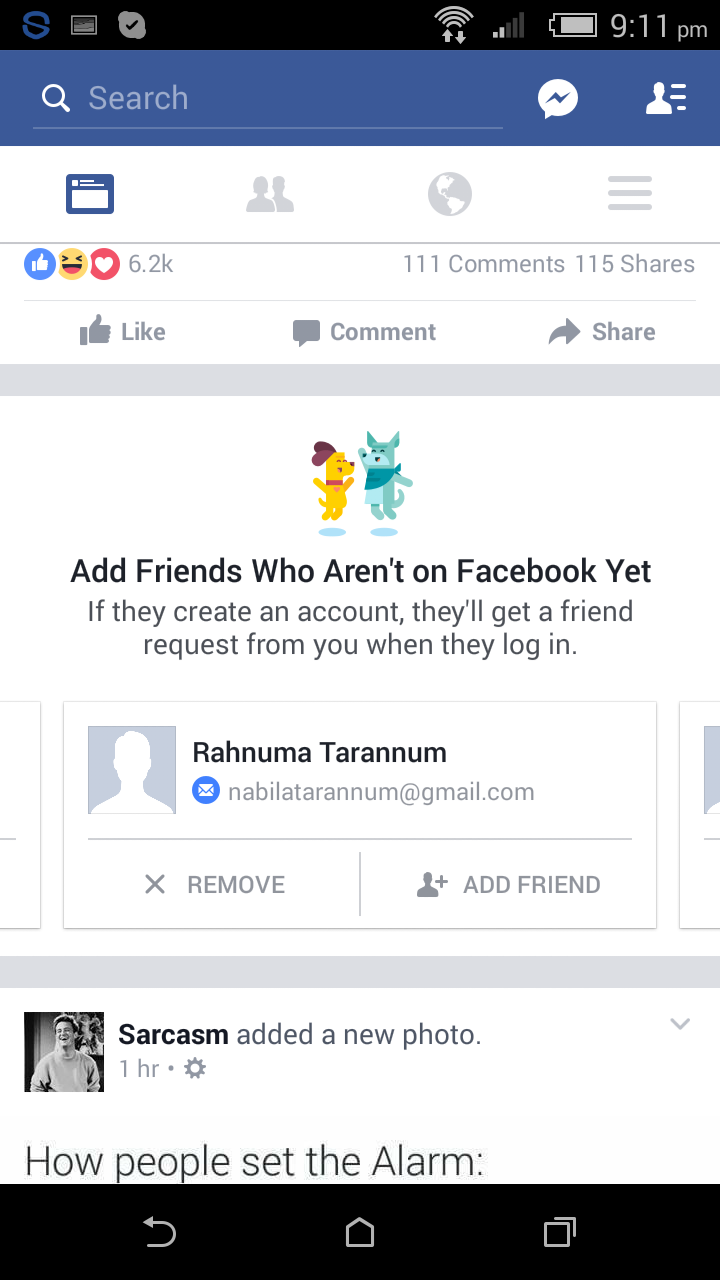 9:11 pm
Search
6.2k 111 Comments 115 Shares
Like Comment Share
Add Friends Who Aren't on Facebook Yet
If they create an account, they'll get a friend
request from you when they log in.
Rahnuma Tarannum
nabilatarannum@gmail.com
REMOVE ADD FRIEND
Sarcasm added a new photo.
1 hr •
How people set the Alarm: